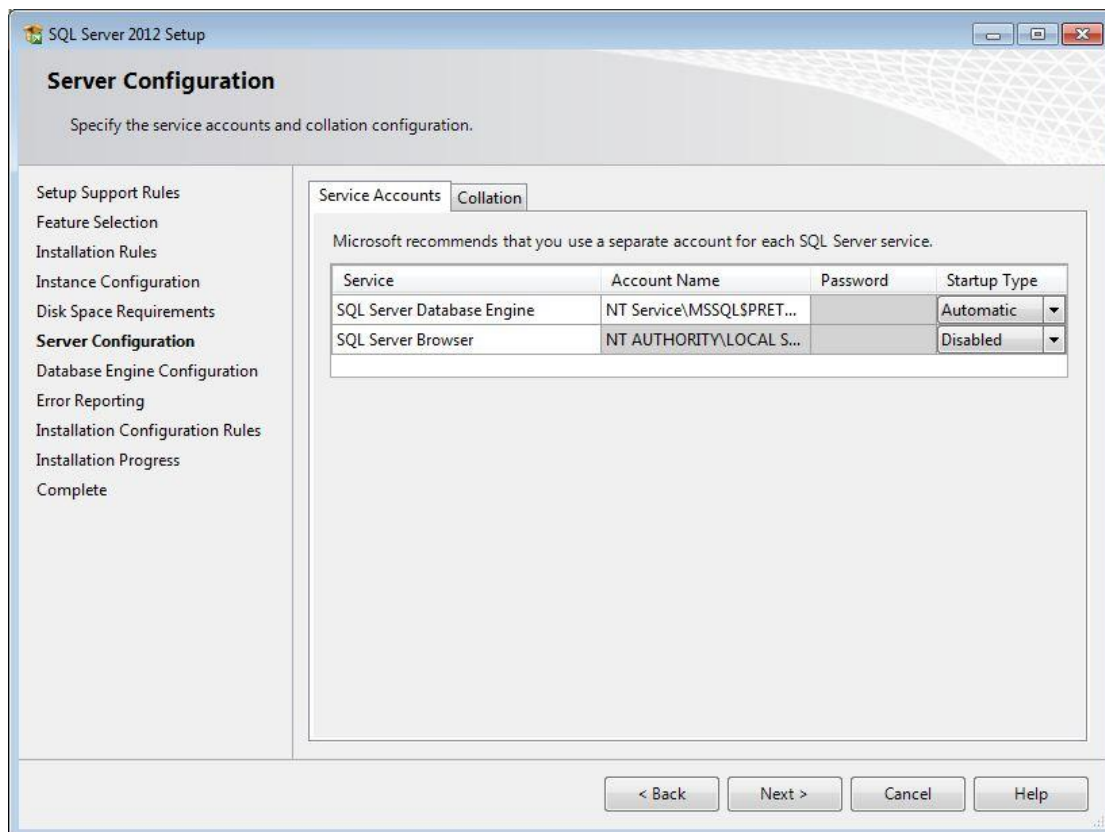 SQL Server 2012 Setup
Server Configuration
Specify the service accounts and collation configuration.
Setup Support Rules
Feature Selection
Installation Rules
Instance Configuration
Disk Space Requirements
Server Configuration
Database Engine Configuration
Error Reporting
Installation Configuration Rules
Installation Progress
Complete
Service Accounts Collation
Microsoft recommends that you use a separate account for each SQL Server service.
Service Account Name Password Startup Type
SQL Server Database Engine NT Service\MSSQL$PRET... Automatic
SQL Server Browser NT AUTHORITY\LOCAL S... Disabled
< Back Next > Cancel Help